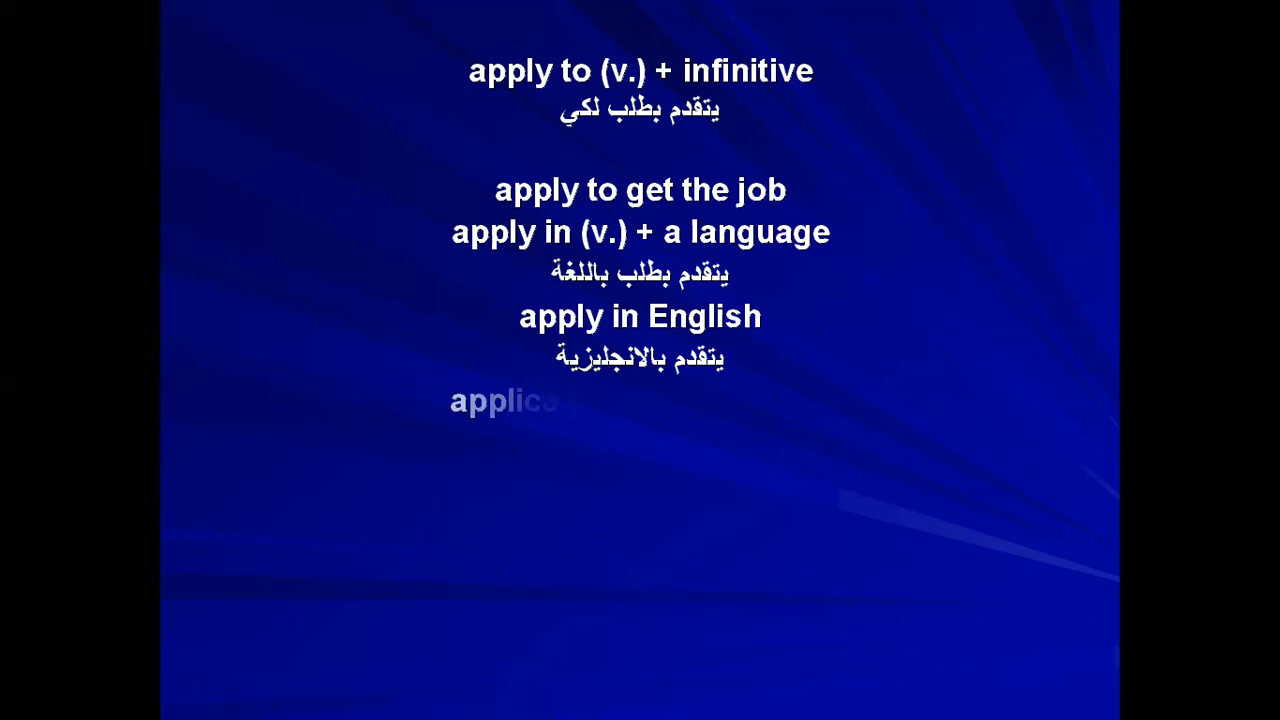 apply to (v.) + infinitive
يتقدم بطلب لكي
apply to get the job
apply in (v.) + a language
يتقدم بطلب باللغة
apply in English
يتقدم بالانجليزية